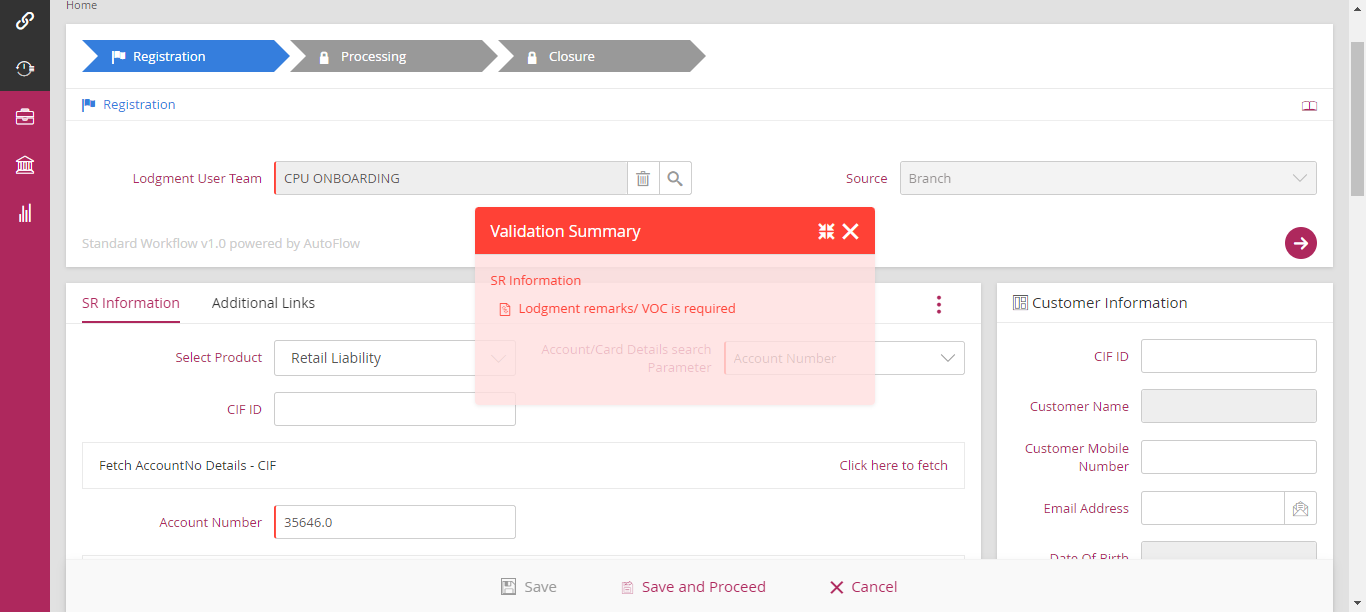 Home
Registration
Processing
Closure
Registration
Lodgment User Team
CPU ONBOARDING
Source
Branch
Standard Workflow v1.0 powered by AutoFlow
Validation Summary
SR Information
Lodgment remarks/ VOC is required
SR Information
Additional Links
Select Product
Retail Liability
Account/Card Details search
Parameter
Account Number
CIF ID
Fetch AccountNo Details - CIF
Click here to fetch
Account Number
35646.0
Customer Information
CIF ID
Customer Name
Customer Mobile
Number
Email Address
Date Of Birth
Save
Save and Proceed
Cancel